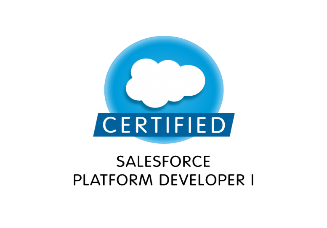 CERTIFIED
SALESFORCE
PLATFORM DEVELOPER I